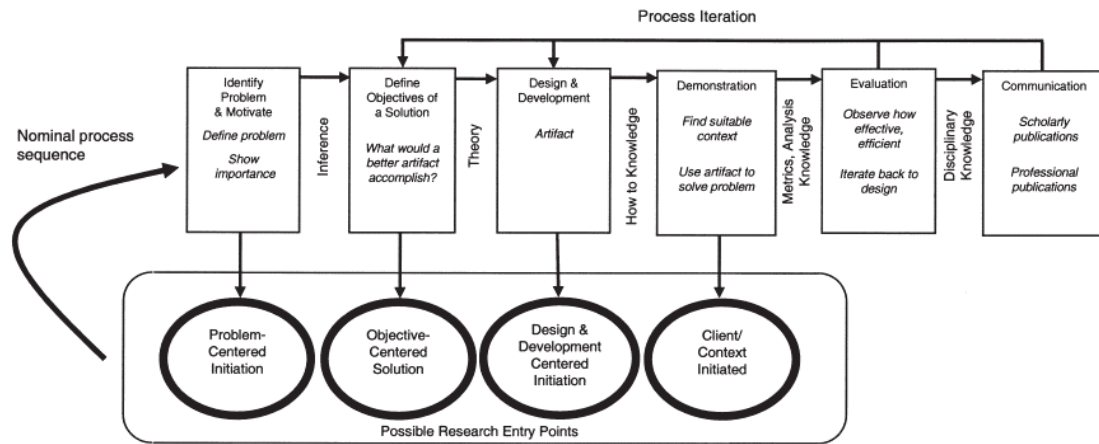 Process Iteration
Nominal process
sequence
Identify
Problem
& Motivate
Define problem
Show
importance
Inference
Define
Objectives of
a Solution
What would a
better artifact
accomplish?
Theory
Design &
Development
Artifact
How to Knowledge
Demonstration
Find suitable
context
Use artifact to
solve problem
Metrics, Analysis
Knowledge
Evaluation
Observe how
effective,
efficient
Iterate back to
design
Disciplinary
Knowledge
Communication
Scholarly
publications
Professional
publications
Problem-
Centered
Initiation
Objective-
Centered
Solution
Design &
Development
Centered
Initiation
Client/
Context
Initiated
Possible Research Entry Points